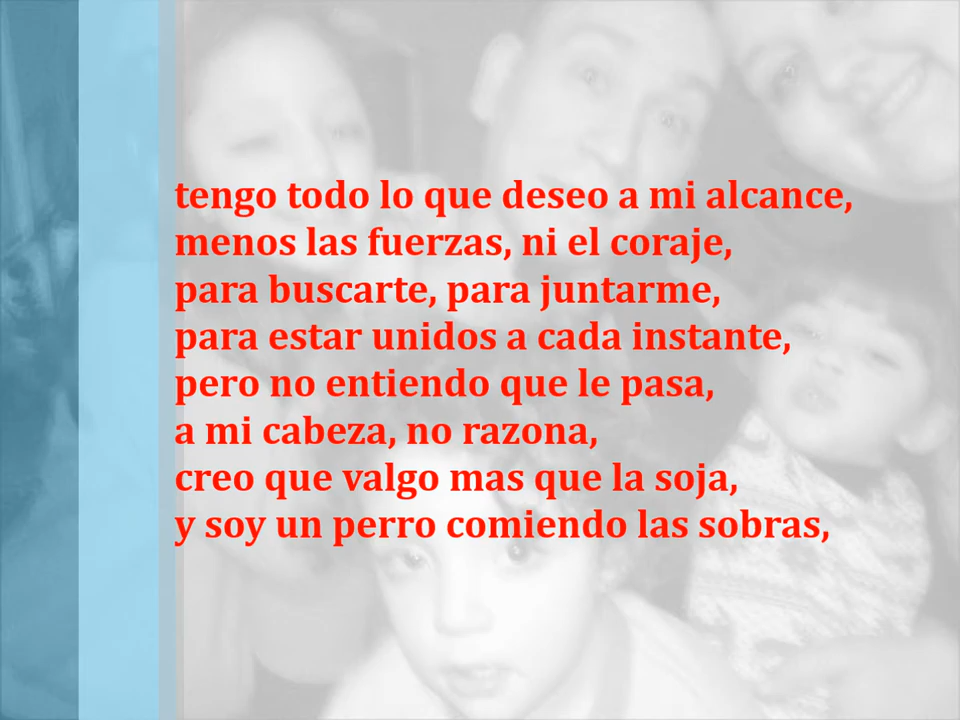 tengo todo lo que deseo a mi alcance,
menos las fuerzas, ni el coraje,
para buscarte, para juntarme,
para estar unidos a cada instante,
pero no entiendo que le pasa,
a mi cabeza, no razona,
creo que valgo mas que la soja,
y soy un perro comiendo las sobras,